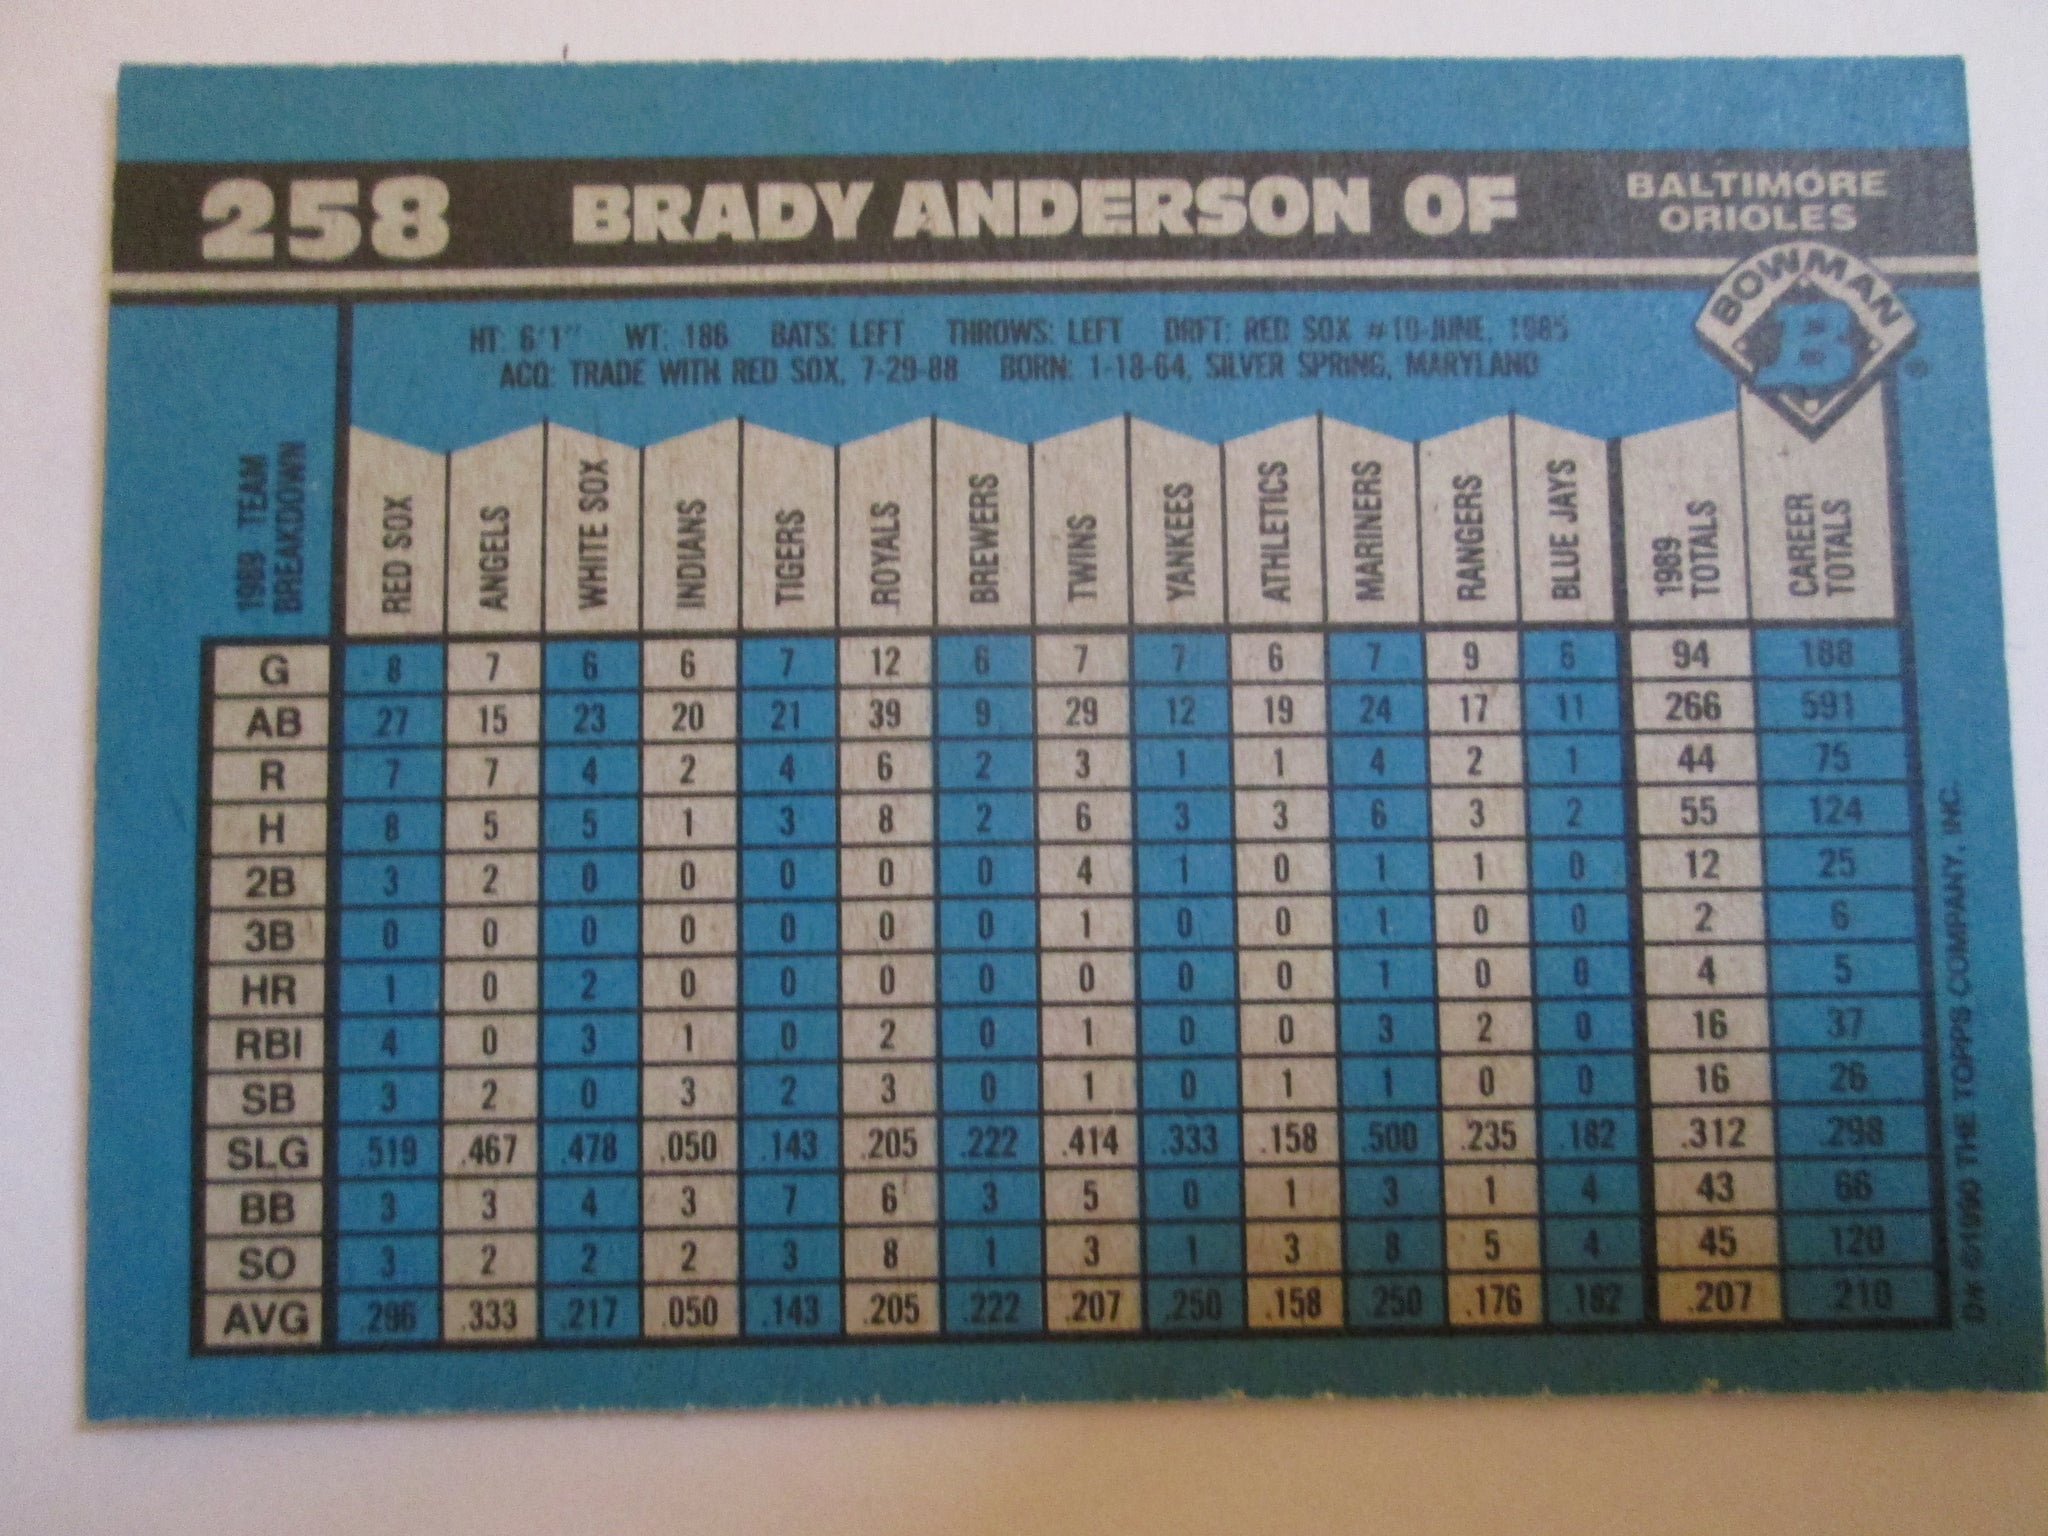 258 BRADY ANDERSON OF BALTIMORE ORIOLES
BOWMAN
B
HT: 6'1" WT: 186 BATS: LEFT THROWS: LEFT DRFT: RED SOX #10-JUNE, 1985
ACQ: TRADE WITH RED SOX, 7-29-88 BORN: 1-18-64, SILVER SPRING, MARYLAND
1989 TEAM BREAKDOWN RED SOX ANGELS WHITE SOX INDIANS TIGERS ROYALS BREWERS TWINS YANKEES ATHLETICS MARINERS RANGERS BLUE JAYS 1989 TOTALS CAREER TOTALS
G 8 7 6 6 7 12 6 7 7 6 7 9 6 94 188
AB 27 15 23 20 21 39 9 29 12 19 24 17 11 266 591
R 7 7 4 2 4 6 2 3 1 1 4 2 1 44 75
H 8 5 5 1 3 8 2 6 3 3 6 3 2 55 124
2B 3 2 0 0 0 0 0 4 1 0 1 1 0 12 25
3B 0 0 0 0 0 0 0 1 0 0 1 0 0 2 6
HR 1 0 2 0 0 0 0 0 0 0 1 0 0 4 5
RBI 4 0 3 1 0 2 0 1 0 0 3 2 0 16 37
SB 3 2 0 3 2 3 0 1 0 1 1 0 0 16 26
SLG .519 .467 .478 .050 .143 .205 .222 .414 .333 .158 .500 .235 .182 .312 .298
BB 3 3 4 3 7 6 3 5 0 1 3 1 4 43 66
SO 3 2 2 2 3 8 1 3 1 3 8 5 4 45 120
AVG .296 .333 .217 .050 .143 .205 .222 .207 .250 .158 .250 .176 .182 .207 .210
©1990 THE TOPPS COMPANY, INC.